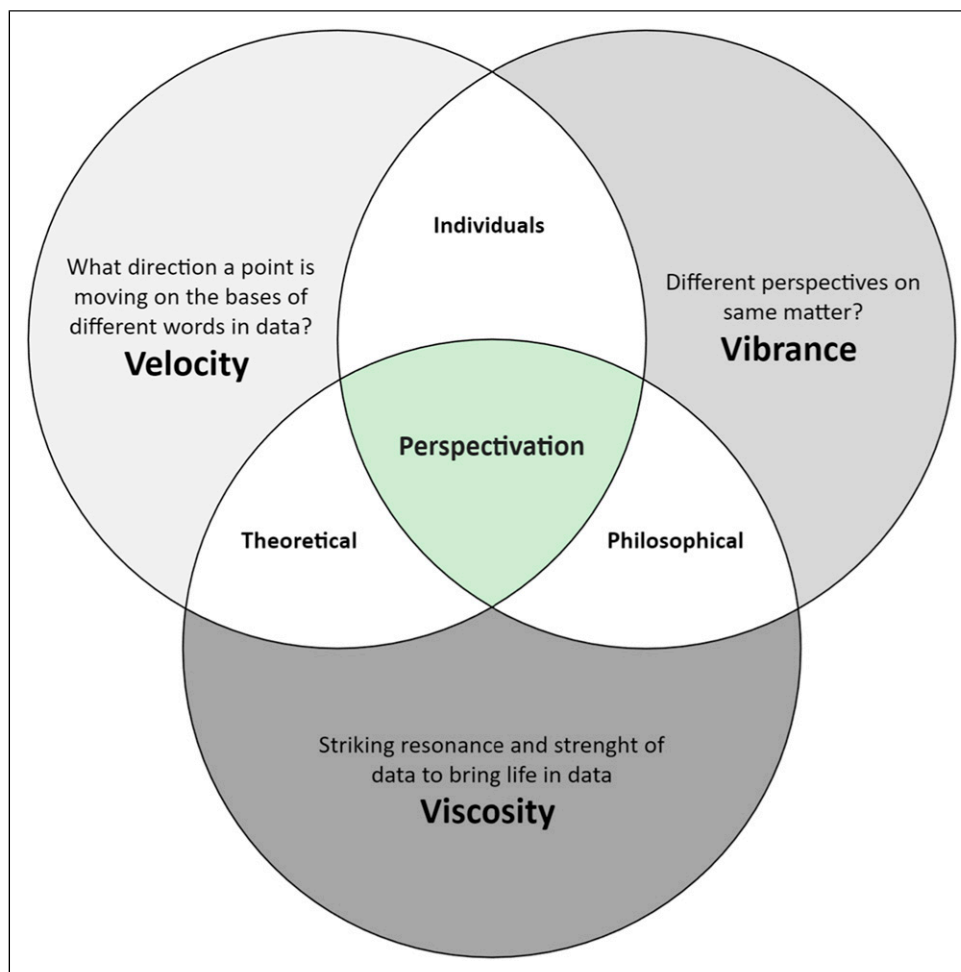 Individuals
What direction a point is
moving on the bases of
different words in data?
Velocity
Different perspectives on
same matter?
Vibrance
Perspectivation
Theoretical
Philosophical
Striking resonance and strenght of
data to bring life in data
Viscosity